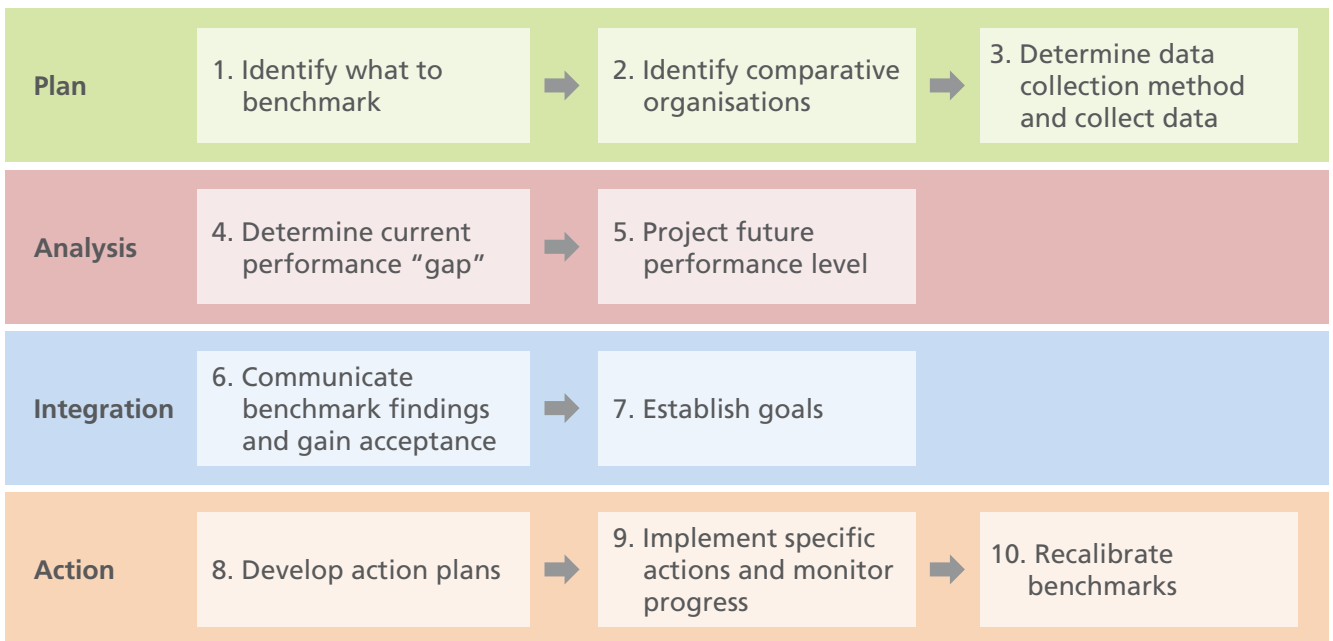 Plan
1. Identify what to
benchmark
2. Identify comparative
organisations
3. Determine data
collection method
and collect data
Analysis
4. Determine current
performance “gap”
5. Project future
performance level
Integration
6. Communicate
benchmark findings
and gain acceptance
7. Establish goals
Action
8. Develop action plans
9. Implement specific
actions and monitor
progress
10. Recalibrate
benchmarks